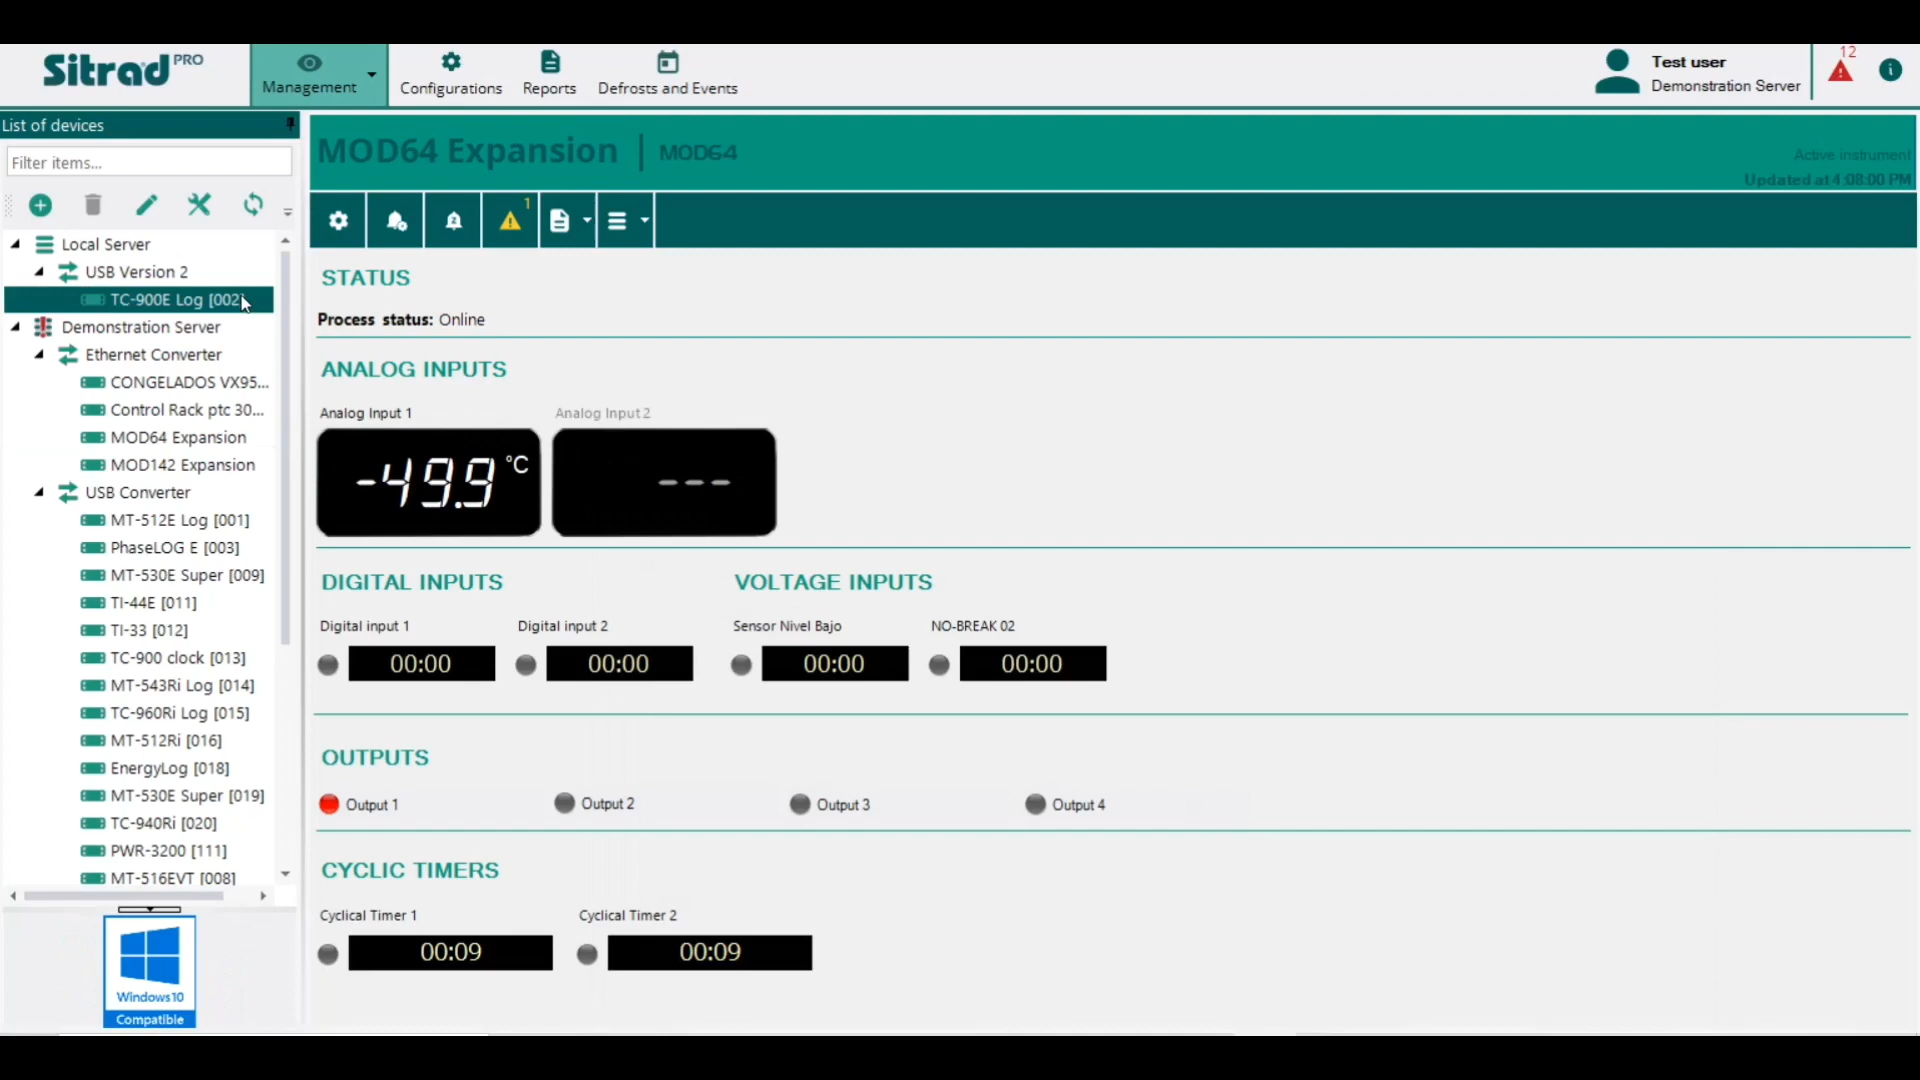 Sitrad PRO
Management
Configurations
Reports
Defrosts and Events
Test user
Demonstration Server
12
List of devices
Filter items...
Local Server
USB Version 2
TC-900E Log [002]
Demonstration Server
Ethernet Converter
CONGELADOS VX95...
Control Rack ptc 30...
MOD64 Expansion
MOD142 Expansion
USB Converter
MT-512E Log [001]
PhaseLOG E [003]
MT-530E Super [009]
TI-44E [011]
TI-33 [012]
TC-900 clock [013]
MT-543Ri Log [014]
TC-960Ri Log [015]
MT-512Ri [016]
EnergyLog [018]
MT-530E Super [019]
TC-940Ri [020]
PWR-3200 [111]
MT-516EVT [008]
Windows10
Compatible
MOD64 Expansion | MOD64
Active instrument
Updated at 4:08:00 PM
1
STATUS
Process status: Online
ANALOG INPUTS
Analog Input 1
Analog Input 2
-49.9 °C
---
DIGITAL INPUTS
VOLTAGE INPUTS
Digital input 1
Digital input 2
Sensor Nivel Bajo
NO-BREAK 02
00:00
00:00
00:00
00:00
OUTPUTS
Output 1
Output 2
Output 3
Output 4
CYCLIC TIMERS
Cyclical Timer 1
Cyclical Timer 2
00:09
00:09